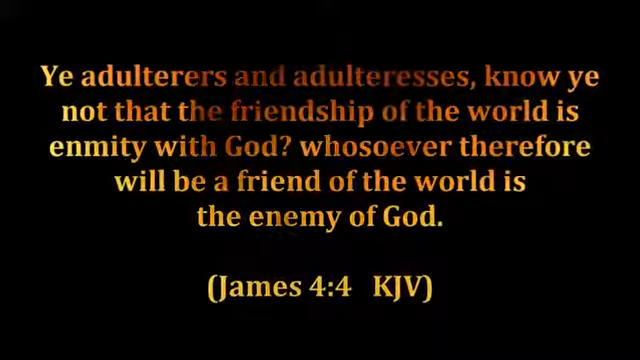 Ye adulterers and adulteresses, know ye
not that the friendship of the world is
enmity with God? whosoever therefore
will be a friend of the world is
the enemy of God.
(James 4:4 KJV)